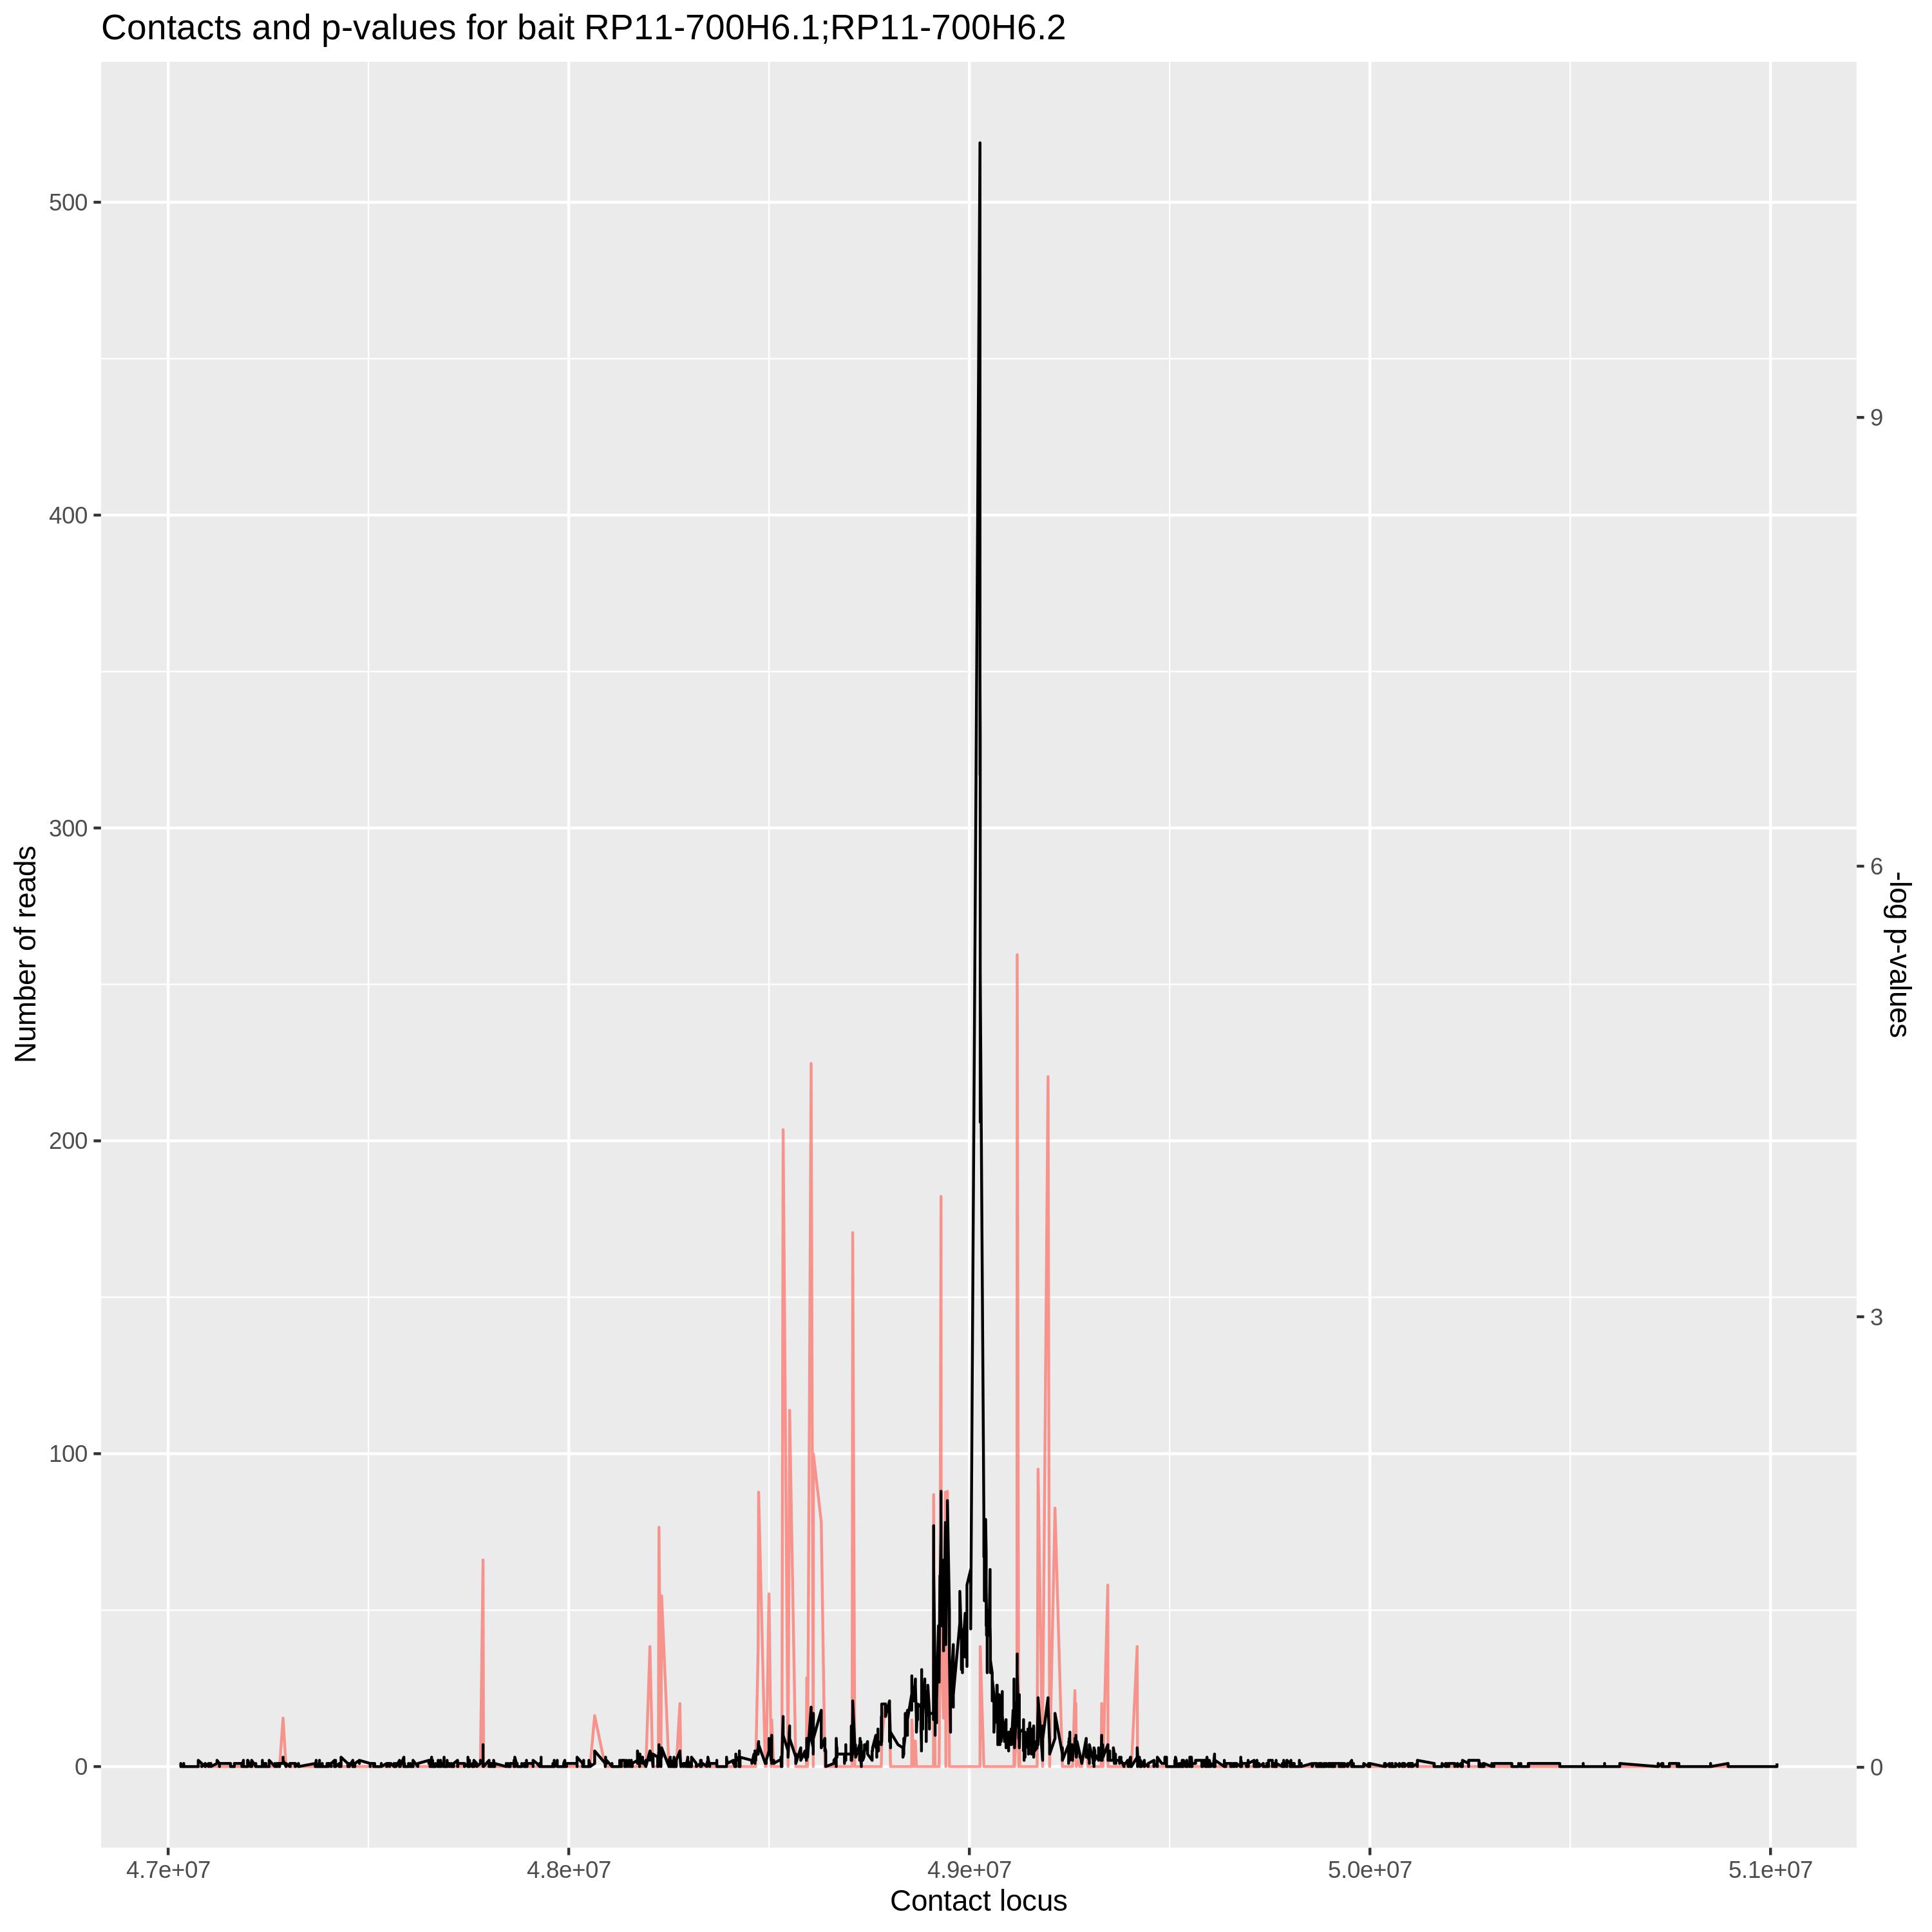 Contacts and p-values for bait RP11-700H6.1;RP11-700H6.2
500
400
300
200
100
0
Number of reads
9
6
3
0
-log p-values
4.7e+07
4.8e+07
4.9e+07
5.0e+07
5.1e+07
Contact locus